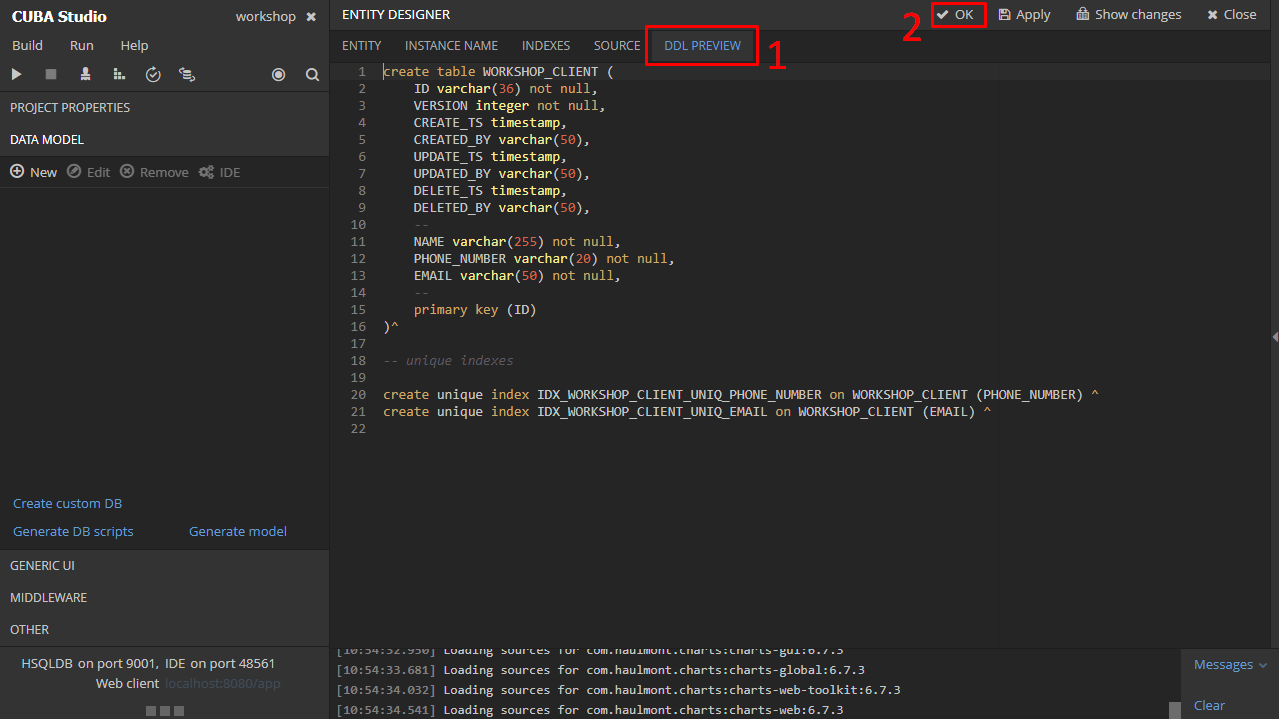 CUBA Studio workshop ✖
Build Run Help
PROJECT PROPERTIES
DATA MODEL
New Edit Remove IDE
Create custom DB
Generate DB scripts Generate model
GENERIC UI
MIDDLEWARE
OTHER
HSQLDB on port 9001, IDE on port 48561
Web client localhost:8080/app
ENTITY DESIGNER
2
OK Apply Show changes Close
ENTITY INSTANCE NAME INDEXES SOURCE DDL PREVIEW
1
1 create table WORKSHOP_CLIENT (
2 ID varchar(36) not null,
3 VERSION integer not null,
4 CREATE_TS timestamp,
5 CREATED_BY varchar(50),
6 UPDATE_TS timestamp,
7 UPDATED_BY varchar(50),
8 DELETE_TS timestamp,
9 DELETED_BY varchar(50),
10 --
11 NAME varchar(255) not null,
12 PHONE_NUMBER varchar(20) not null,
13 EMAIL varchar(50) not null,
14 --
15 primary key (ID)
16 )^
17
18 -- unique indexes
19
20 create unique index IDX_WORKSHOP_CLIENT_UNIQ_PHONE_NUMBER on WORKSHOP_CLIENT (PHONE_NUMBER) ^
21 create unique index IDX_WORKSHOP_CLIENT_UNIQ_EMAIL on WORKSHOP_CLIENT (EMAIL) ^
22
[10:54:32.950] Loading sources for com.haulmont.charts:charts-gui:6.7.3
[10:54:33.681] Loading sources for com.haulmont.charts:charts-global:6.7.3
[10:54:34.032] Loading sources for com.haulmont.charts:charts-web-toolkit:6.7.3
[10:54:34.541] Loading sources for com.haulmont.charts:charts-web:6.7.3
Messages
Clear